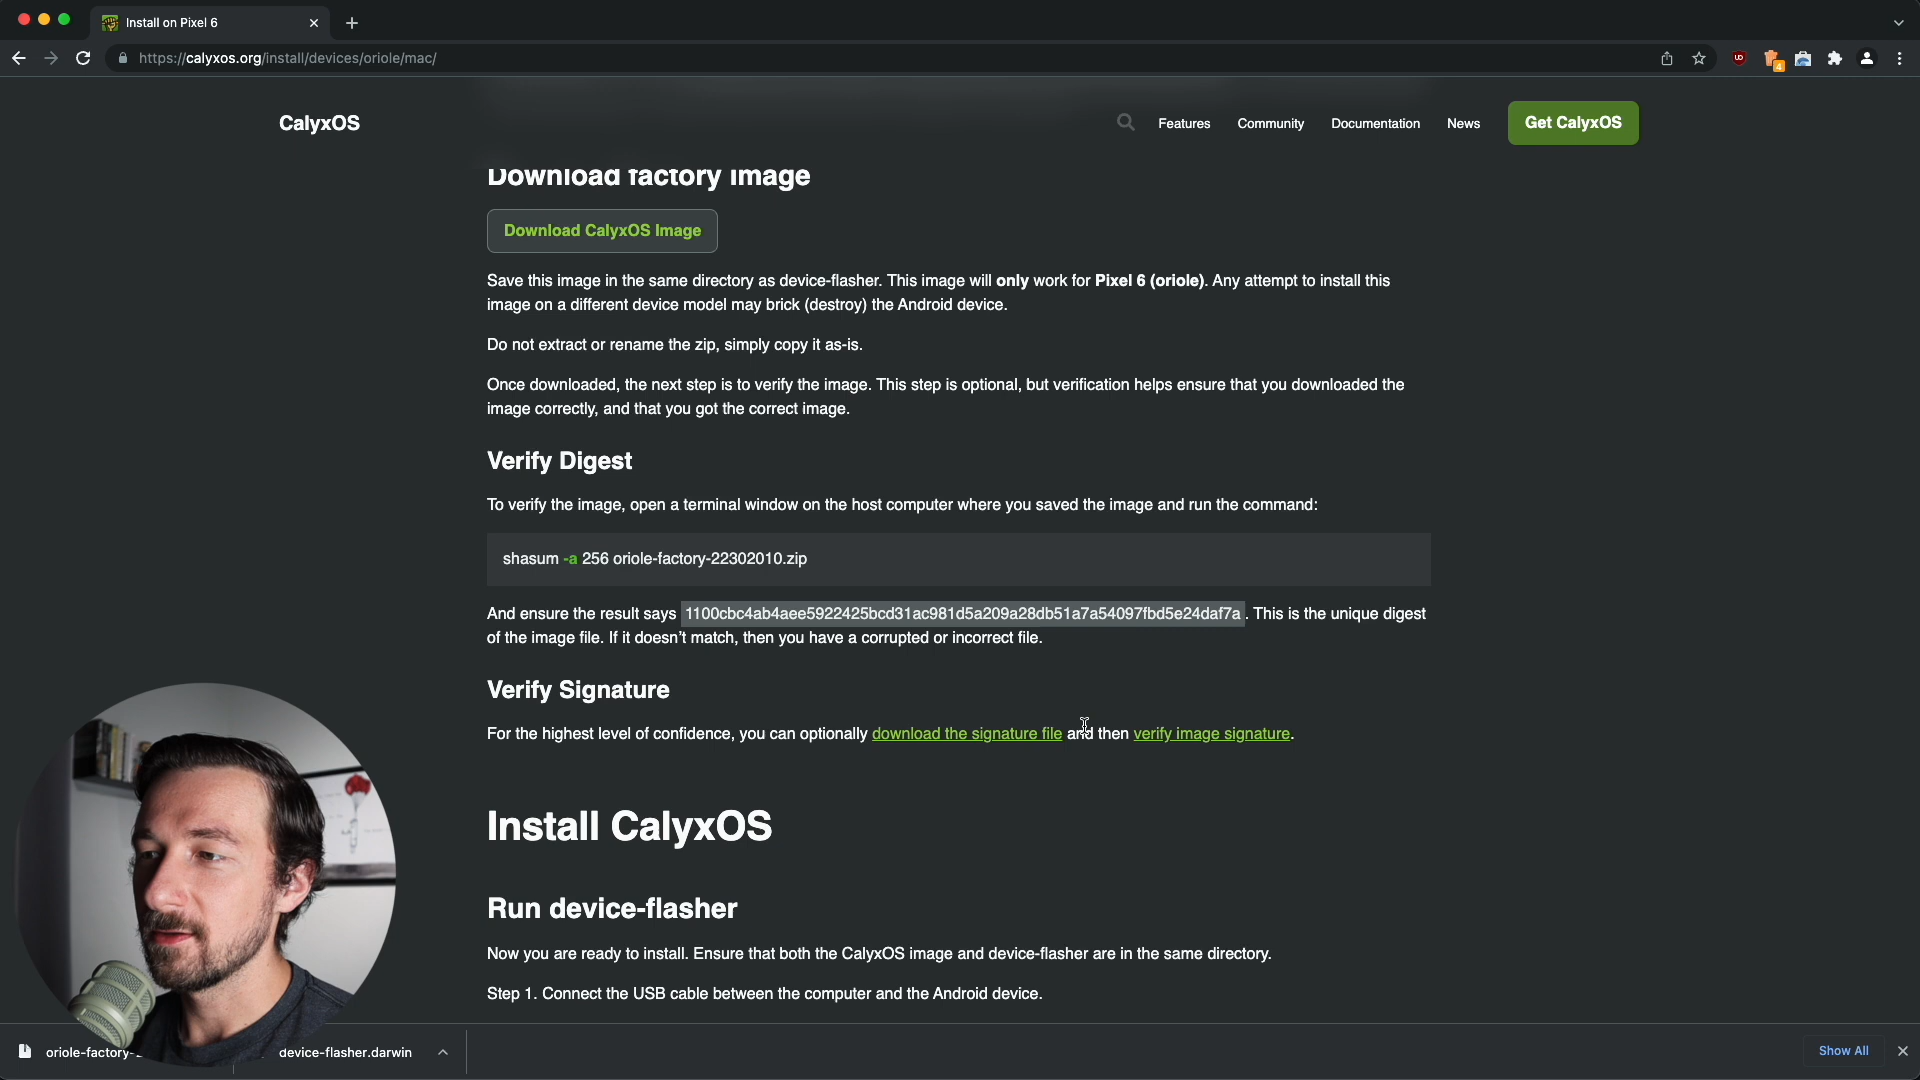 Install on Pixel 6
https://calyxos.org/install/devices/oriole/mac/
4
CalyxOS
Features
Community
Documentation
News
Get CalyxOS
Download factory image
Download CalyxOS Image
Save this image in the same directory as device-flasher. This image will only work for Pixel 6 (oriole). Any attempt to install this
image on a different device model may brick (destroy) the Android device.
Do not extract or rename the zip, simply copy it as-is.
Once downloaded, the next step is to verify the image. This step is optional, but verification helps ensure that you downloaded the
image correctly, and that you got the correct image.
Verify Digest
To verify the image, open a terminal window on the host computer where you saved the image and run the command:
shasum -a 256 oriole-factory-22302010.zip
And ensure the result says 1100cbc4ab4aee5922425bcd31ac981d5a209a28db51a7a54097fbd5e24daf7a. This is the unique digest
of the image file. If it doesn't match, then you have a corrupted or incorrect file.
Verify Signature
For the highest level of confidence, you can optionally download the signature file and then verify image signature.
Install CalyxOS
Run device-flasher
Now you are ready to install. Ensure that both the CalyxOS image and device-flasher are in the same directory.
Step 1. Connect the USB cable between the computer and the Android device.
oriole-factory-
device-flasher.darwin
Show All